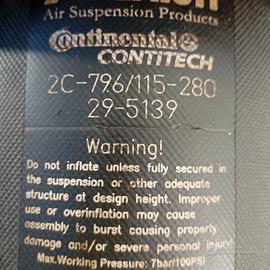 Air Suspension Products
Continental
CONTITECH
2C-79.6/115-280
29-5139
Warning!
Do not inflate unless fully secured in
the suspension or other adequate
structure at design height. Improper
use or overinflation may cause
assembly to burst causing property
damage and/or severe personal injury
Max.Working Pressure: 7bar/100PSI